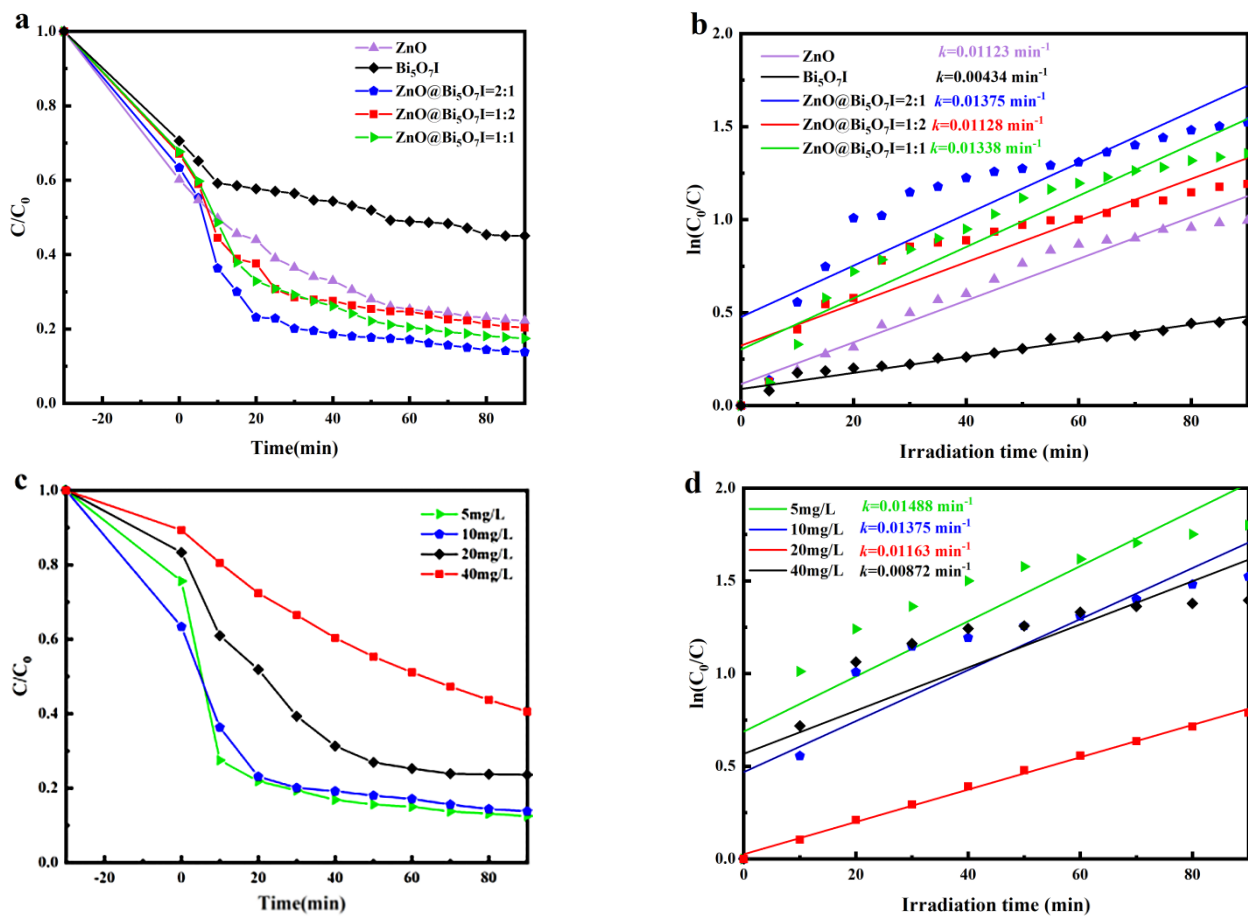 a
C/C₀
1.0
0.8
0.6
0.4
0.2
0.0
ZnO
Bi₅O₇I
ZnO@Bi₅O₇I=2:1
ZnO@Bi₅O₇I=1:2
ZnO@Bi₅O₇I=1:1
-20 0 20 40 60 80
Time(min)
b
ln(C₀/C)
2.0
1.5
1.0
0.5
0.0
ZnO k=0.01123 min⁻¹
Bi₅O₇I k=0.00434 min⁻¹
ZnO@Bi₅O₇I=2:1 k=0.01375 min⁻¹
ZnO@Bi₅O₇I=1:2 k=0.01128 min⁻¹
ZnO@Bi₅O₇I=1:1 k=0.01338 min⁻¹
0 20 40 60 80
Irradiation time (min)
c
C/C₀
1.0
0.8
0.6
0.4
0.2
0.0
5mg/L
10mg/L
20mg/L
40mg/L
-20 0 20 40 60 80
Time(min)
d
ln(C₀/C)
2.0
1.5
1.0
0.5
0.0
5mg/L k=0.01488 min⁻¹
10mg/L k=0.01375 min⁻¹
20mg/L k=0.01163 min⁻¹
40mg/L k=0.00872 min⁻¹
0 20 40 60 80
Irradiation time (min)